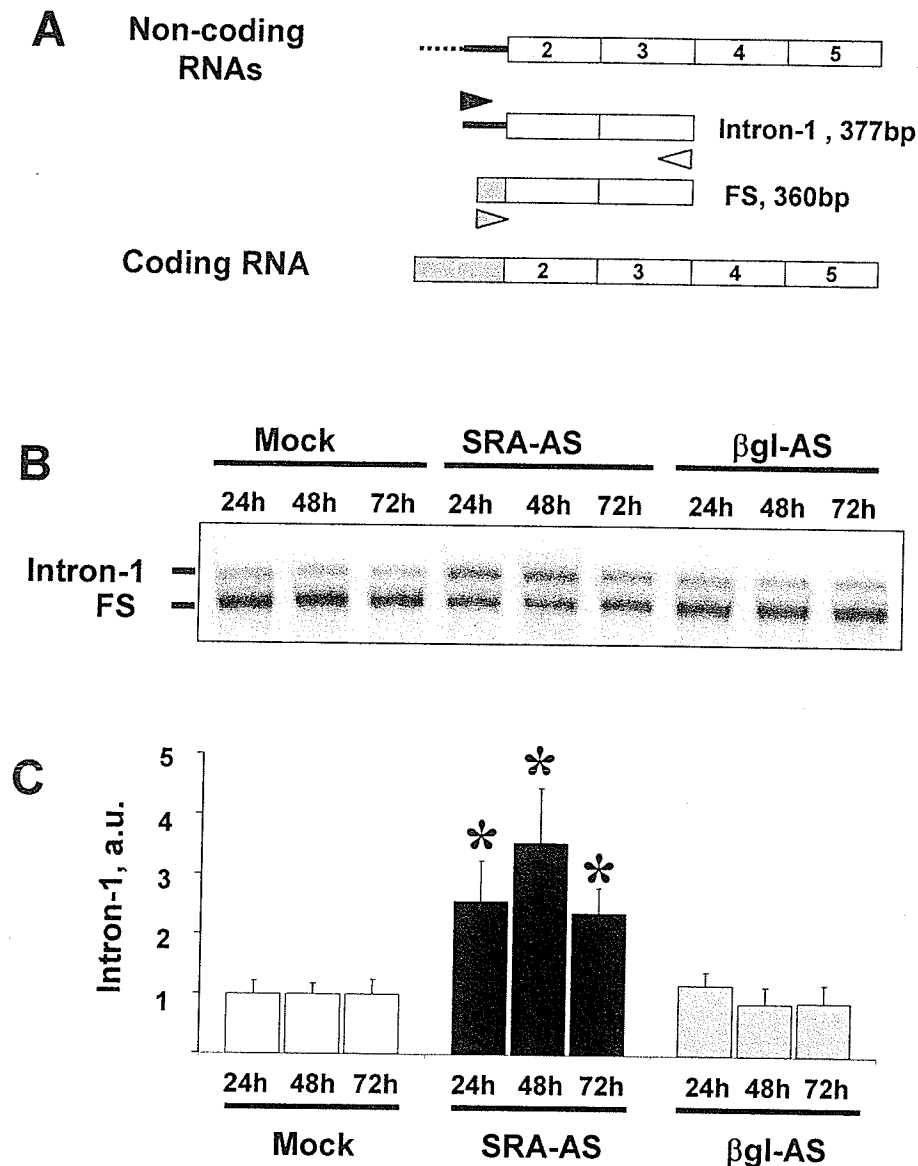 A
Non-coding
RNAs
2 3 4 5
Intron-1 , 377bp
FS, 360bp
Coding RNA
2 3 4 5
B
Mock SRA-AS βgl-AS
24h 48h 72h 24h 48h 72h 24h 48h 72h
Intron-1
FS
C
Intron-1, a.u.
5
4
3
2
1
* * *
24h 48h 72h 24h 48h 72h 24h 48h 72h
Mock SRA-AS βgl-AS